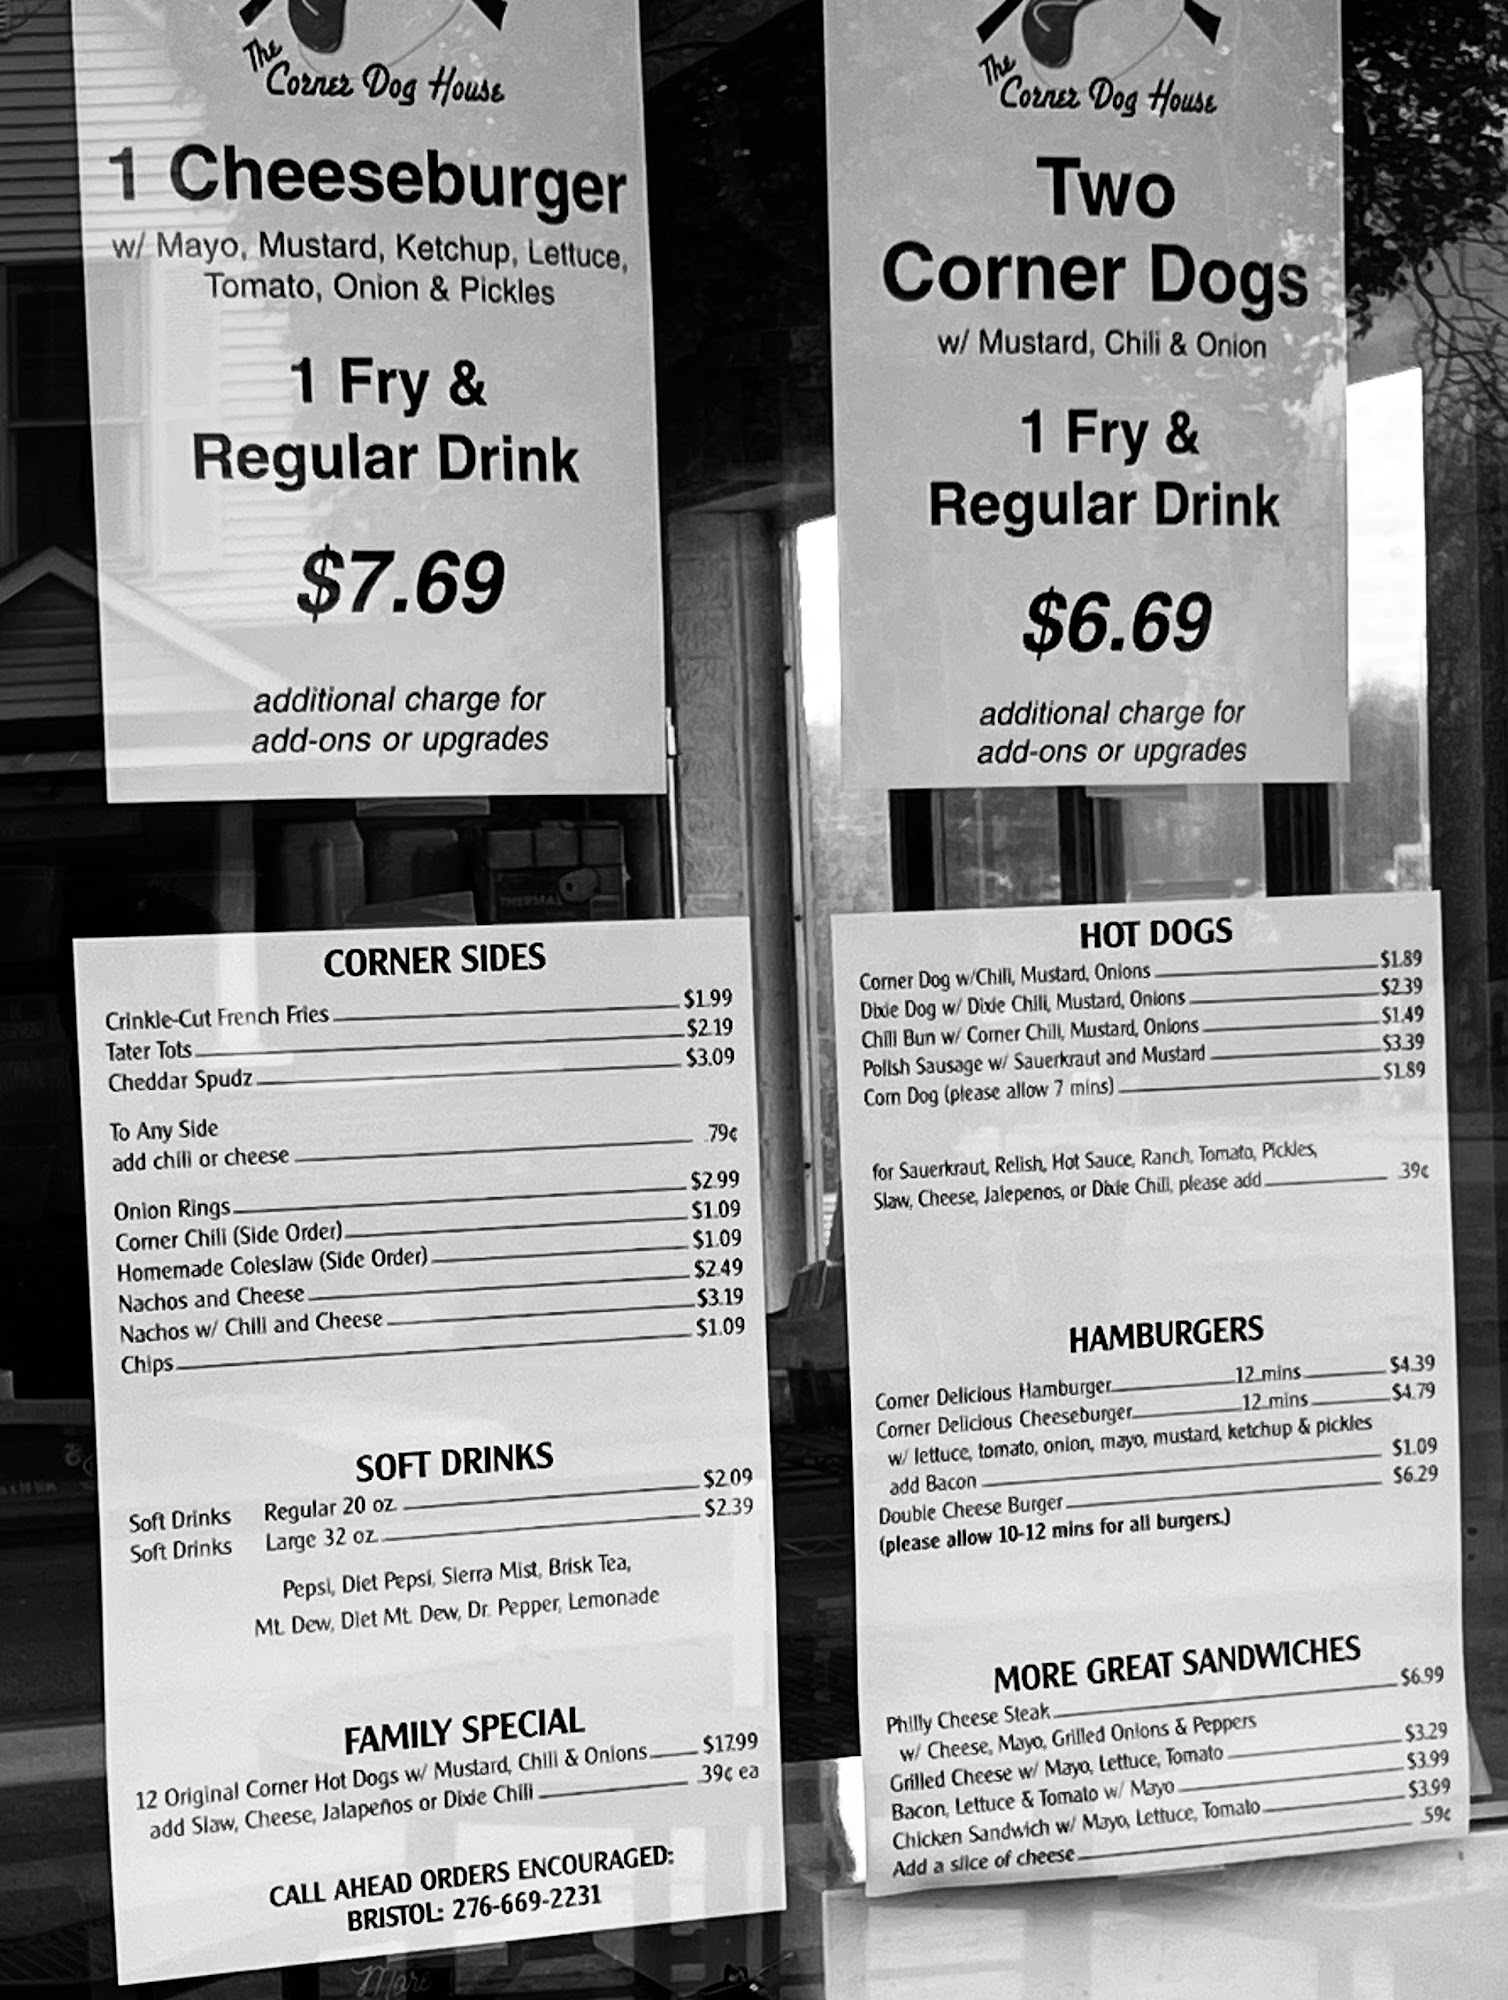 The
Corner Dog House
1 Cheeseburger
w/ Mayo, Mustard, Ketchup, Lettuce,
Tomato, Onion & Pickles
1 Fry &
Regular Drink
$7.69
additional charge for
add-ons or upgrades
The
Corner Dog House
Two
Corner Dogs
w/ Mustard, Chili & Onion
1 Fry &
Regular Drink
$6.69
additional charge for
add-ons or upgrades
THERMAL
CORNER SIDES
Crinkle-Cut French Fries $1.99
Tater Tots $2.19
Cheddar Spudz $3.09
To Any Side
add chili or cheese .79¢
Onion Rings $2.99
Corner Chili (Side Order) $1.09
Homemade Coleslaw (Side Order) $1.09
Nachos and Cheese $2.49
Nachos w/ Chili and Cheese $3.19
Chips $1.09
SOFT DRINKS
Soft Drinks Regular 20 oz. $2.09
Soft Drinks Large 32 oz. $2.39
Pepsi, Diet Pepsi, Sierra Mist, Brisk Tea,
Mt. Dew, Diet Mt. Dew, Dr. Pepper, Lemonade
FAMILY SPECIAL
12 Original Corner Hot Dogs w/ Mustard, Chili & Onions $17.99
add Slaw, Cheese, Jalapeños or Dixie Chili .39¢ ea
CALL AHEAD ORDERS ENCOURAGED:
BRISTOL: 276-669-2231
HOT DOGS
Corner Dog w/Chili, Mustard, Onions $1.89
Dixie Dog w/ Dixie Chili, Mustard, Onions $2.39
Chili Bun w/ Corner Chili, Mustard, Onions $1.49
Polish Sausage w/ Sauerkraut and Mustard $3.39
Corn Dog (please allow 7 mins) $1.89
for Sauerkraut, Relish, Hot Sauce, Ranch, Tomato, Pickles,
Slaw, Cheese, Jalepenos, or Dixie Chili, please add .39¢
HAMBURGERS
Corner Delicious Hamburger 12 mins $4.39
Corner Delicious Cheeseburger 12 mins $4.79
w/ lettuce, tomato, onion, mayo, mustard, ketchup & pickles
add Bacon $1.09
Double Cheese Burger $6.29
(please allow 10-12 mins for all burgers.)
MORE GREAT SANDWICHES
Philly Cheese Steak $6.99
w/ Cheese, Mayo, Grilled Onions & Peppers
Grilled Cheese w/ Mayo, Lettuce, Tomato $3.29
Bacon, Lettuce & Tomato w/ Mayo $3.99
Chicken Sandwich w/ Mayo, Lettuce, Tomato $3.99
Add a slice of cheese .59¢